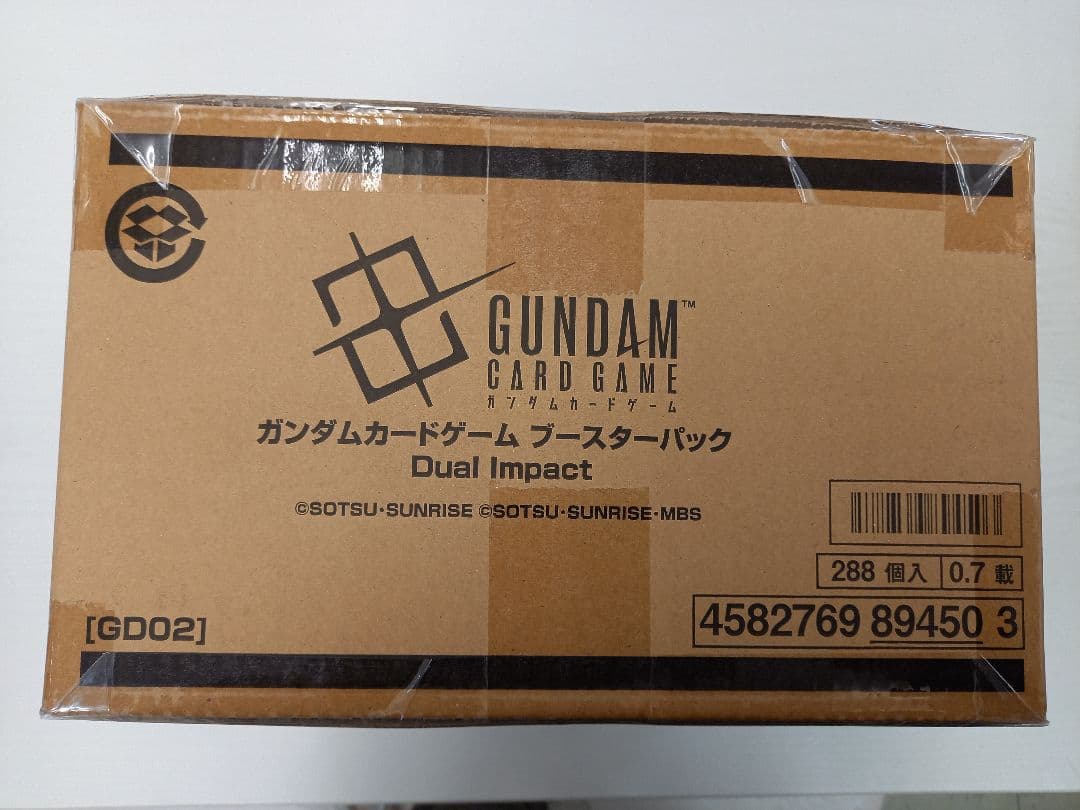 GUNDAM™
CARD GAME
ガンダムカードゲーム
ガンダムカードゲーム ブースターパック
Dual Impact
©SOTSU・SUNRISE ©SOTSU・SUNRISE・MBS
288 個入 0.7 載
[GD02]
4582769 89450 3